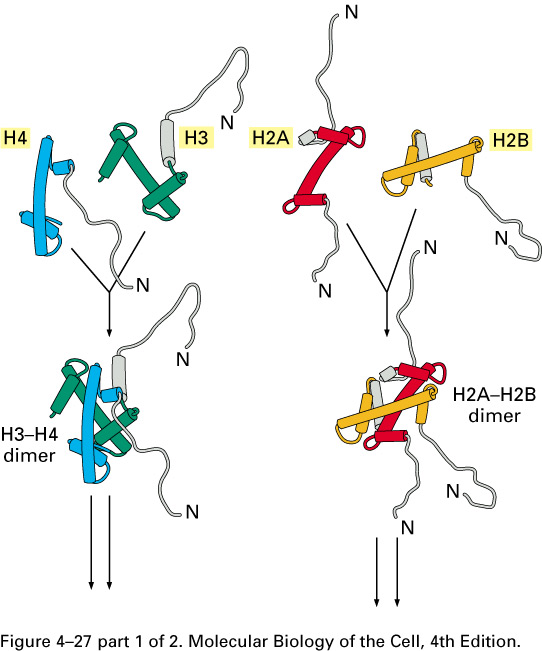 N
H4
H3
N
H2A
H2B
N
N
N
N
N
N
H3–H4
dimer
H2A–H2B
dimer
N
N
N
Figure 4–27 part 1 of 2. Molecular Biology of the Cell, 4th Edition.